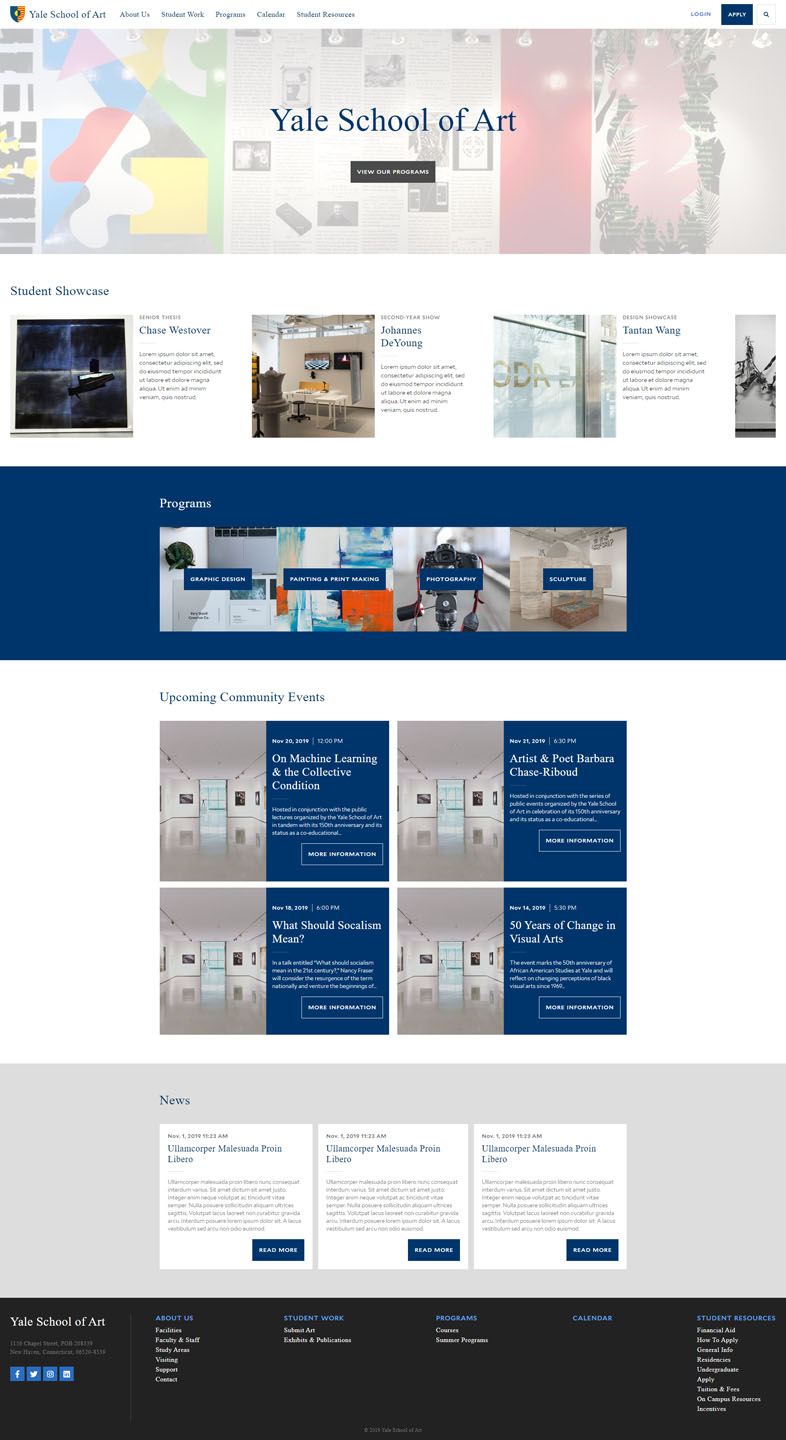 Yale School of Art
About Us
Student Work
Programs
Calendar
Student Resources
LOGIN
APPLY
Yale School of Art
VIEW OUR PROGRAMS
Student Showcase
SENIOR THESIS
Chase Westover
Lorem ipsum dolor sit amet,
consectetur adipiscing elit, sed
do eiusmod tempor incididunt
ut labore et dolore magna
aliqua. Ut enim ad minim
veniam, quis nostrud.
SECOND-YEAR SHOW
Johannes
DeYoung
Lorem ipsum dolor sit amet,
consectetur adipiscing elit, sed
do eiusmod tempor incididunt
ut labore et dolore magna
aliqua. Ut enim ad minim
veniam, quis nostrud.
DESIGN SHOWCASE
Tantan Wang
Lorem ipsum dolor sit amet,
consectetur adipiscing elit, sed
do eiusmod tempor incididunt
ut labore et dolore magna
aliqua. Ut enim ad minim
veniam, quis nostrud.
Programs
GRAPHIC DESIGN
PAINTING & PRINT MAKING
PHOTOGRAPHY
SCULPTURE
Upcoming Community Events
Nov 20, 2019 | 12:00 PM
On Machine Learning
& the Collective
Condition
Hosted in conjunction with the public
lectures organized by the Yale School of Art
in tandem with its 150th anniversary and its
status as a co-educational...
MORE INFORMATION
Nov 21, 2019 | 6:30 PM
Artist & Poet Barbara
Chase-Riboud
Hosted in conjunction with the series of
public events organized by the Yale School
of Art in celebration of its 150th anniversary
and its status as a co-educational...
MORE INFORMATION
Nov 18, 2019 | 6:00 PM
What Should Socalism
Mean?
In a talk entitled "What should socialism
mean in the 21st century?," Nancy Fraser
will consider the resurgence of the term
nationally and venture the beginnings of...
MORE INFORMATION
Nov 14, 2019 | 5:30 PM
50 Years of Change in
Visual Arts
The event marks the 50th anniversary of
African American Studies at Yale and will
reflect on changing perceptions of black
visual arts since 1969...
MORE INFORMATION
News
Nov. 1, 2019 11:23 AM
Ullamcorper Malesuada Proin
Libero
Ullamcorper malesuada proin libero nunc consequat
interdum varius. Sit amet dictum sit amet justo.
Integer enim neque volutpat ac tincidunt vitae
semper. Nulla posuere sollicitudin aliquam ultrices
sagittis. Volutpat lacus laoreet non curabitur gravida
arcu. Interdum posuere lorem ipsum dolor sit. A lacus
vestibulum sed arcu non odio euismod.
READ MORE
Nov. 1, 2019 11:23 AM
Ullamcorper Malesuada Proin
Libero
Ullamcorper malesuada proin libero nunc consequat
interdum varius. Sit amet dictum sit amet justo.
Integer enim neque volutpat ac tincidunt vitae
semper. Nulla posuere sollicitudin aliquam ultrices
sagittis. Volutpat lacus laoreet non curabitur gravida
arcu. Interdum posuere lorem ipsum dolor sit. A lacus
vestibulum sed arcu non odio euismod.
READ MORE
Nov. 1, 2019 11:23 AM
Ullamcorper Malesuada Proin
Libero
Ullamcorper malesuada proin libero nunc consequat
interdum varius. Sit amet dictum sit amet justo.
Integer enim neque volutpat ac tincidunt vitae
semper. Nulla posuere sollicitudin aliquam ultrices
sagittis. Volutpat lacus laoreet non curabitur gravida
arcu. Interdum posuere lorem ipsum dolor sit. A lacus
vestibulum sed arcu non odio euismod.
READ MORE
Yale School of Art
1156 Chapel Street, POB 208339
New Haven, Connecticut, 06520-8339
ABOUT US
Facilities
Faculty & Staff
Study Areas
Visiting
Support
Contact
STUDENT WORK
Submit Art
Exhibits & Publications
PROGRAMS
Courses
Summer Programs
CALENDAR
STUDENT RESOURCES
Financial Aid
How To Apply
General Info
Residencies
Undergraduate
Apply
Tuition & Fees
On Campus Resources
Incentives
© 2019 Yale School of Art